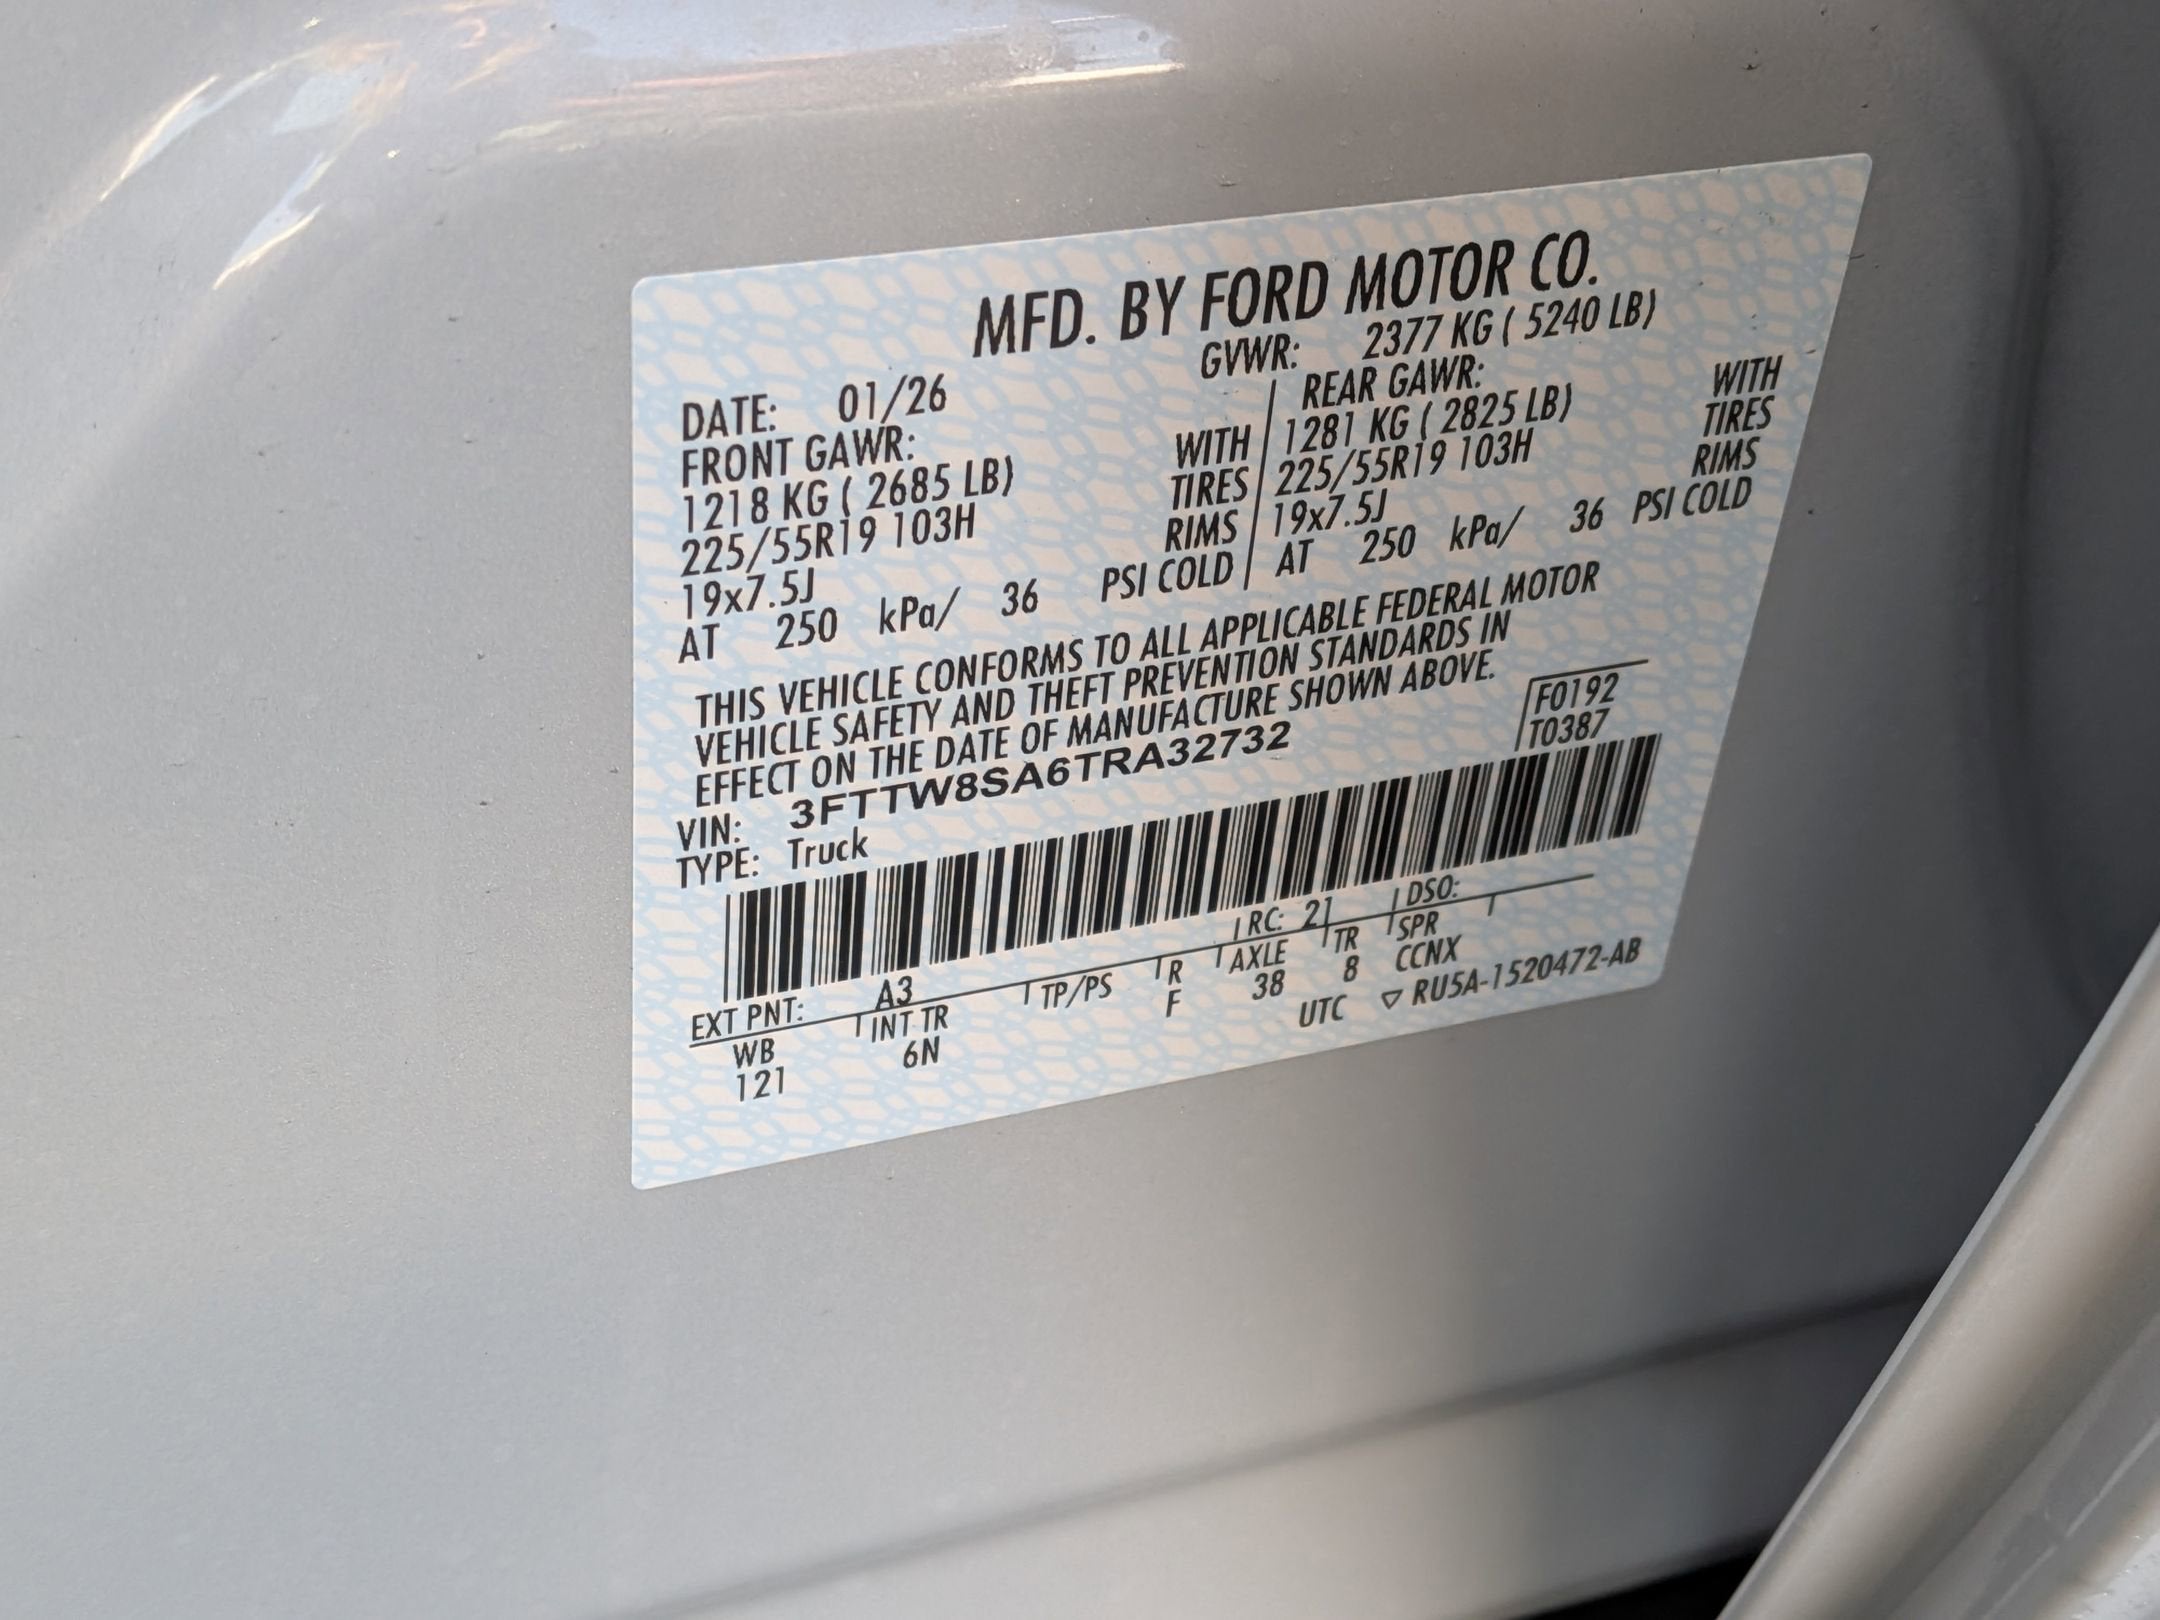 MFD. BY FORD MOTOR CO.
DATE: 01/26 GVWR: 2377 KG ( 5240 LB)
FRONT GAWR: REAR GAWR:
1218 KG ( 2685 LB) WITH 1281 KG ( 2825 LB) WITH
225/55R19 103H TIRES 225/55R19 103H TIRES
19x7.5J RIMS 19x7.5J RIMS
AT 250 kPa/ 36 PSI COLD AT 250 kPa/ 36 PSI COLD
THIS VEHICLE CONFORMS TO ALL APPLICABLE FEDERAL MOTOR
VEHICLE SAFETY AND THEFT PREVENTION STANDARDS IN
EFFECT ON THE DATE OF MANUFACTURE SHOWN ABOVE.
VIN: 3FTTW8SA6TRA32732 F0192
TYPE: Truck T0387
EXT PNT: A3 RC: 21 DSO:
WB INT TR TP/PS R AXLE TR SPR
121 6N F 38 8 CCNX
UTC ▽ RU5A-1520472-AB